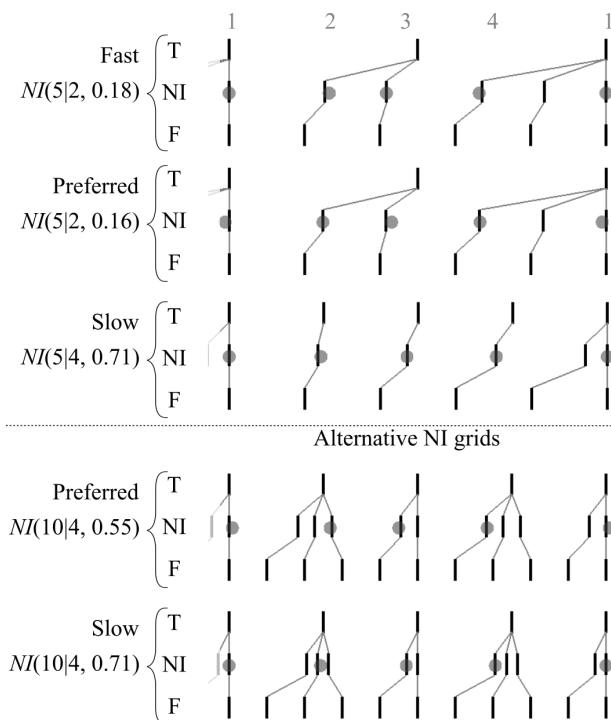 1 2 3 4 1
Fast
NI(5|2, 0.18)
T
NI
F
Preferred
NI(5|2, 0.16)
T
NI
F
Slow
NI(5|4, 0.71)
T
NI
F
Alternative NI grids
Preferred
NI(10|4, 0.55)
T
NI
F
Slow
NI(10|4, 0.71)
T
NI
F